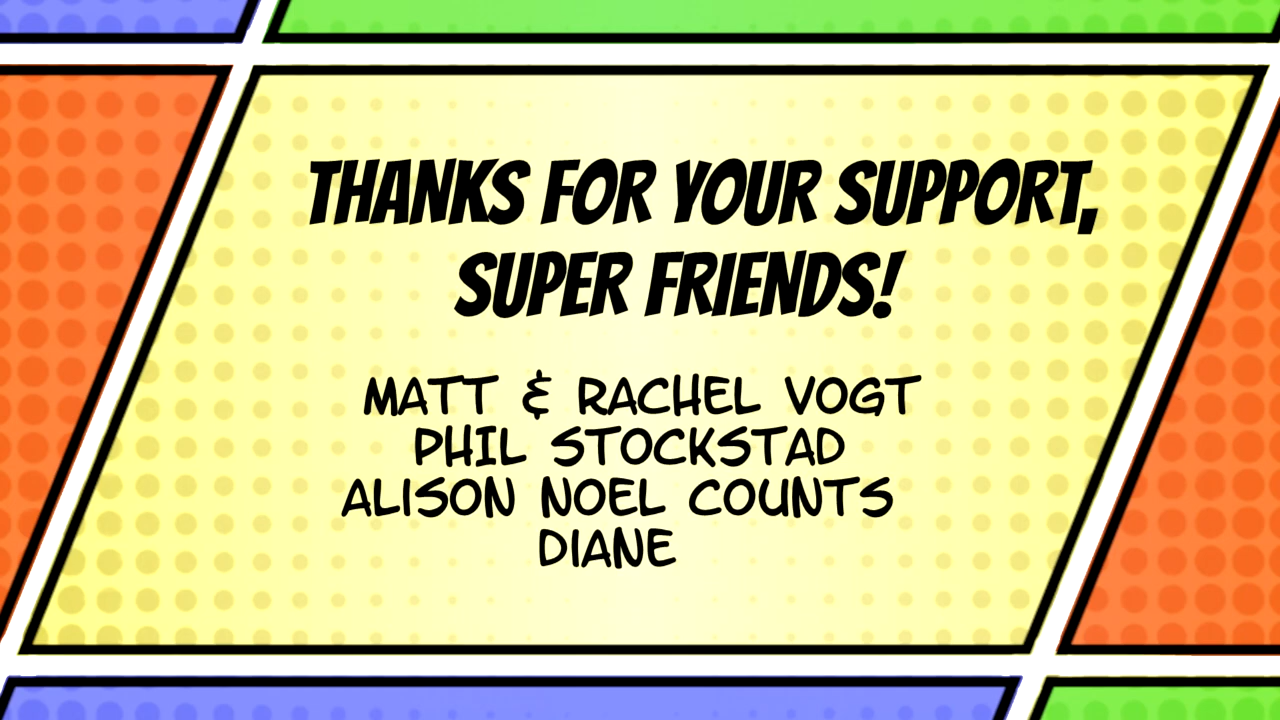 THANKS FOR YOUR SUPPORT,
SUPER FRIENDS!
MATT & RACHEL VOGT
PHIL STOCKSTAD
ALISON NOEL COUNTS
DIANE